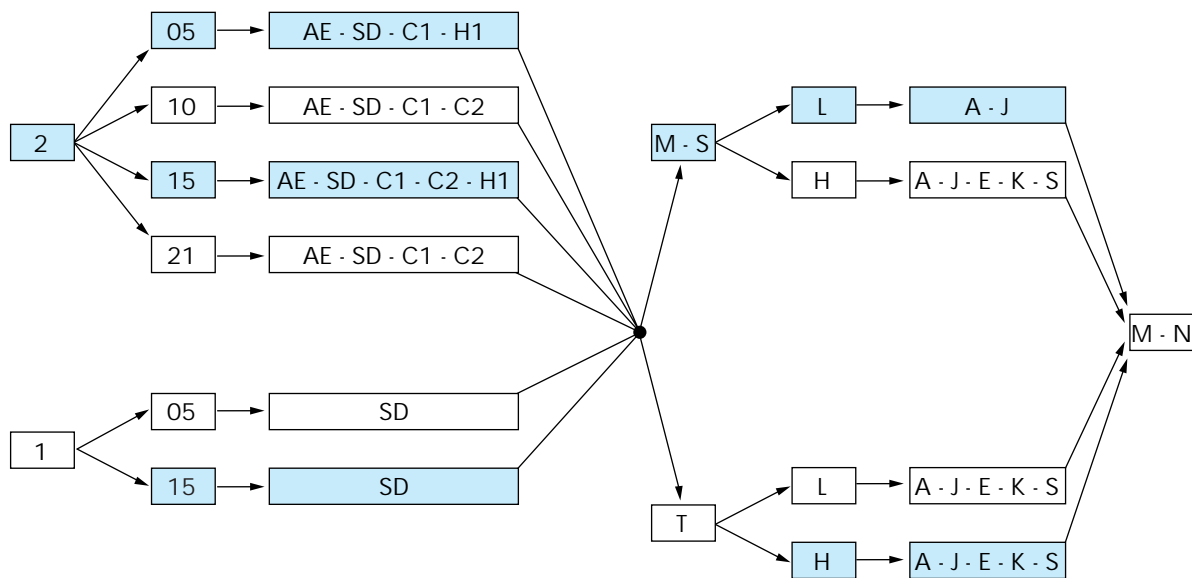 05
AE - SD - C1 - H1
10
AE - SD - C1 - C2
2
15
AE - SD - C1 - C2 - H1
21
AE - SD - C1 - C2
1
05
SD
15
SD
M - S
L
A - J
H
A - J - E - K - S
T
L
A - J - E - K - S
H
A - J - E - K - S
M - N